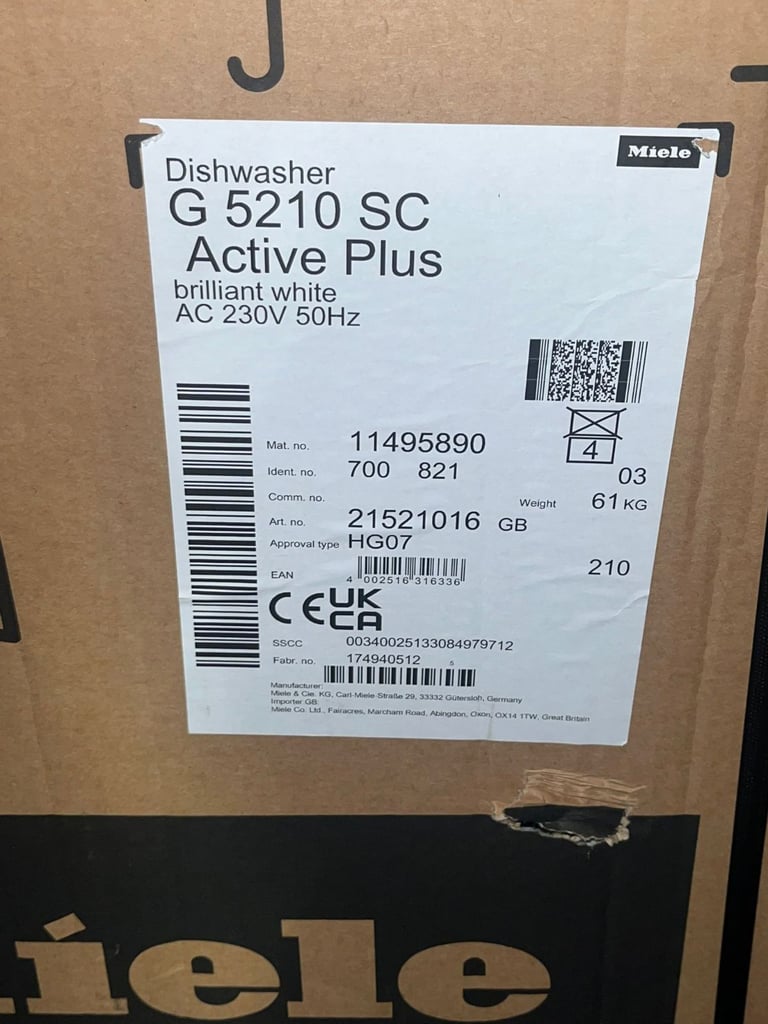 Miele
Dishwasher
G 5210 SC
Active Plus
brilliant white
AC 230V 50Hz
4
Mat. no. 11495890
Ident. no. 700 821 03
Comm. no. Weight 61 KG
Art. no. 21521016 GB
Approval type HG07
210
EAN 4 002516 316336
CE UK
CA
SSCC 00340025133084979712
Fabr. no. 174940512 5
Manufacturer:
Miele & Cie. KG, Carl-Miele-Straße 29, 33332 Gütersloh, Germany
Importer GB:
Miele Co. Ltd., Fairacres, Marcham Road, Abingdon, Oxon, OX14 1TW, Great Britain
iele